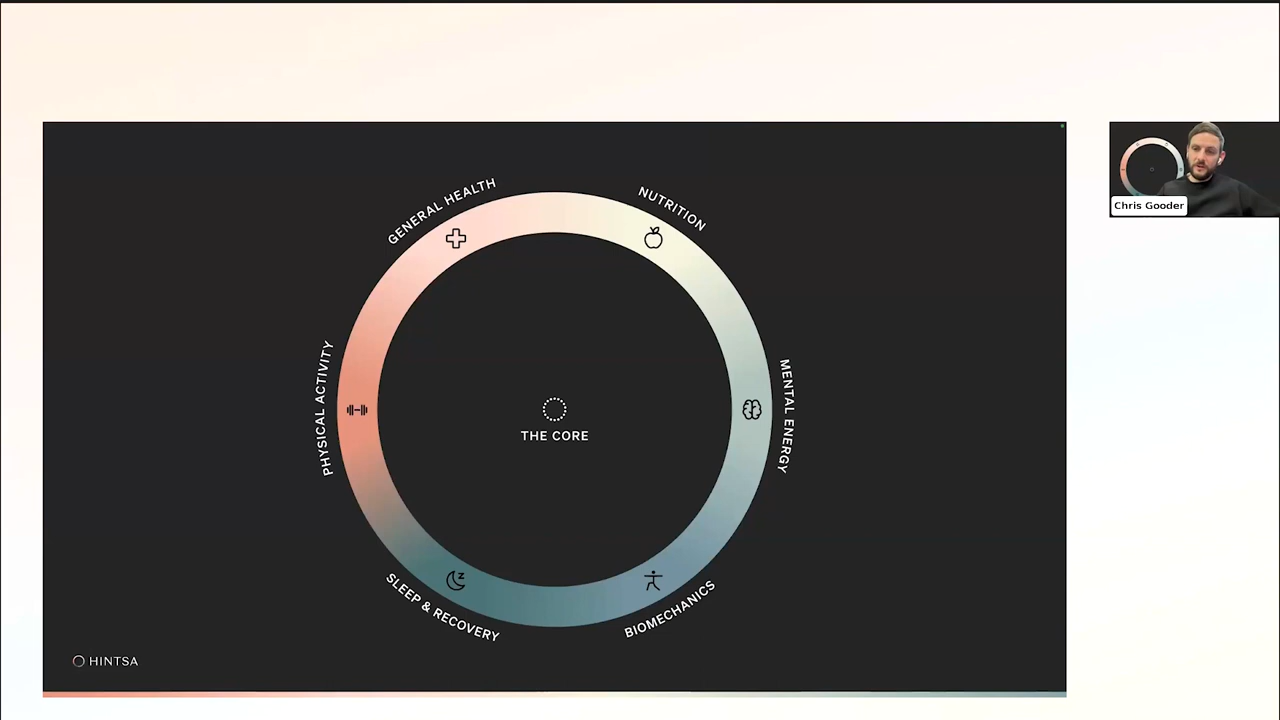 GENERAL HEALTH
NUTRITION
PHYSICAL ACTIVITY
MENTAL ENERGY
THE CORE
SLEEP & RECOVERY
BIOMECHANICS
HINTSA
Chris Gooder